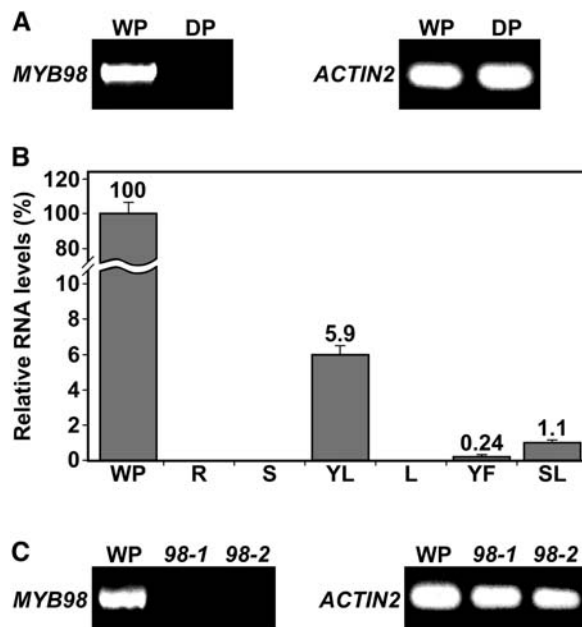 A
WP DP
MYB98
WP DP
ACTIN2
B
Relative RNA levels (%)
120
100
80
10
8
6
4
2
0
100
5.9
0.24
1.1
WP R S YL L YF SL
C
WP 98-1 98-2
MYB98
WP 98-1 98-2
ACTIN2